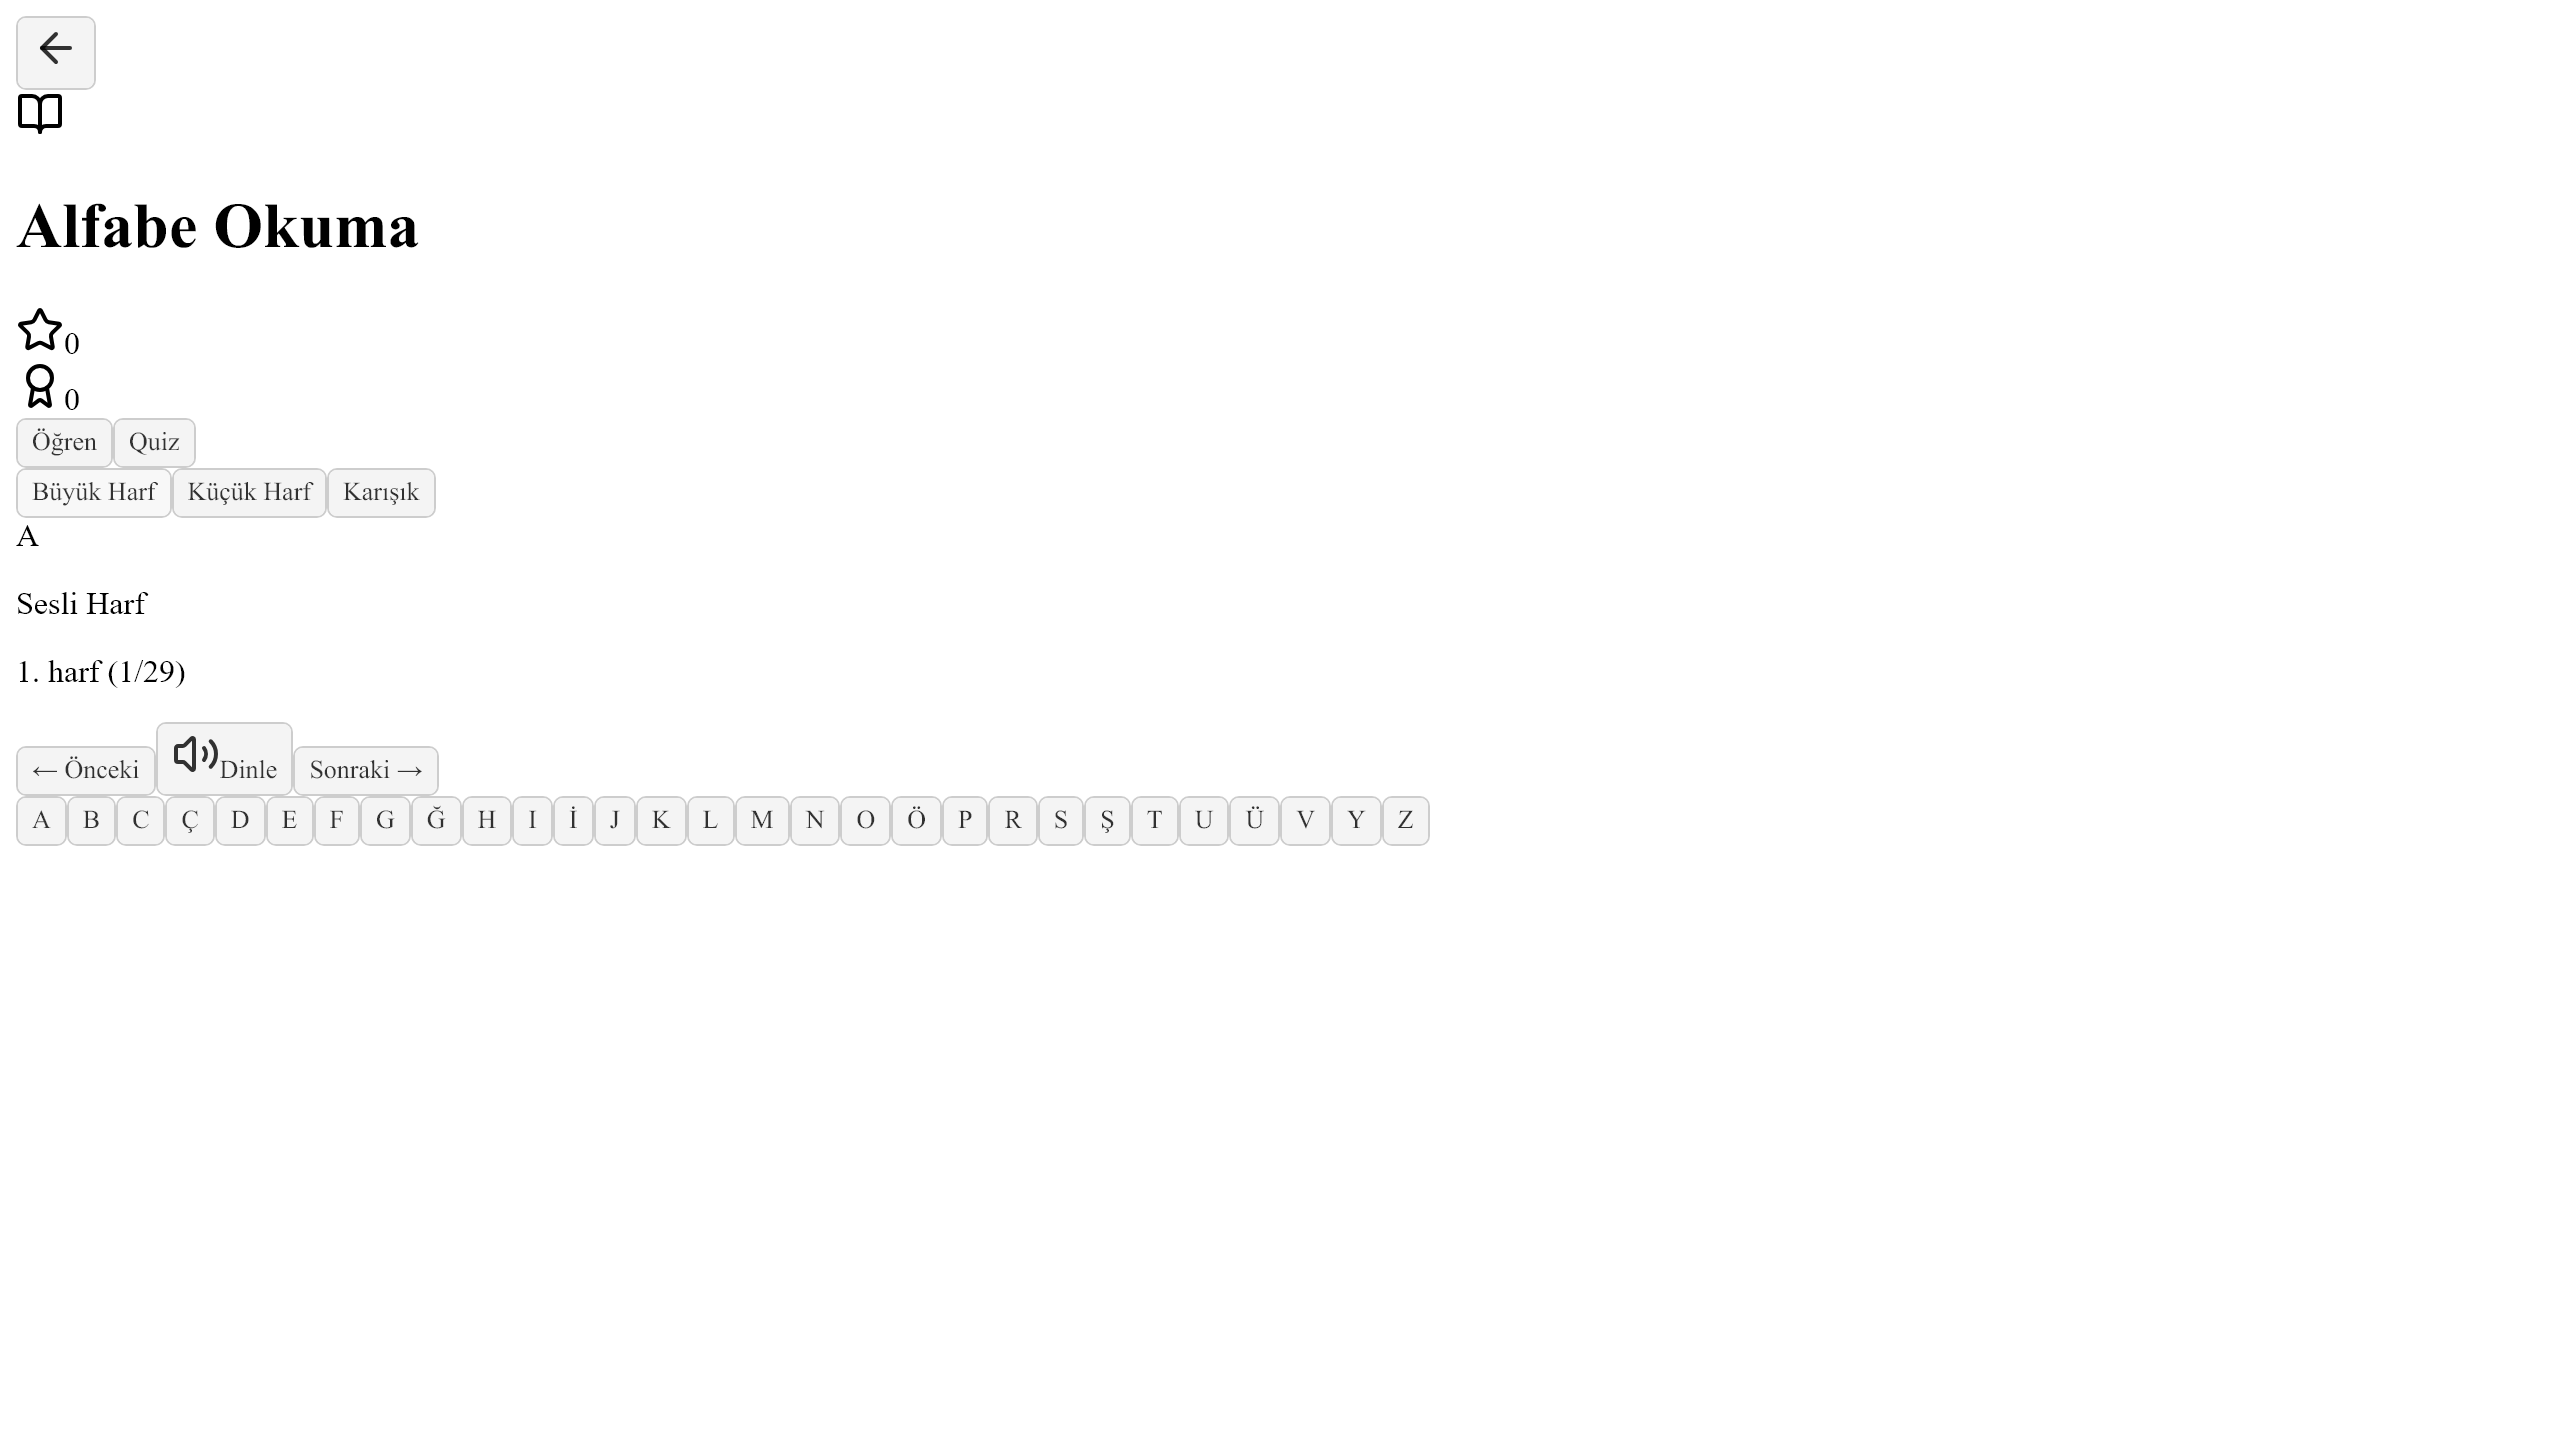 Alfabe Okuma
0
0
Öğren Quiz
Büyük Harf Küçük Harf Karışık
A
Sesli Harf
1. harf (1/29)
← Önceki Dinle Sonraki →
A B C Ç D E F G Ğ H I İ J K L M N O Ö P R S Ş T U Ü V Y Z